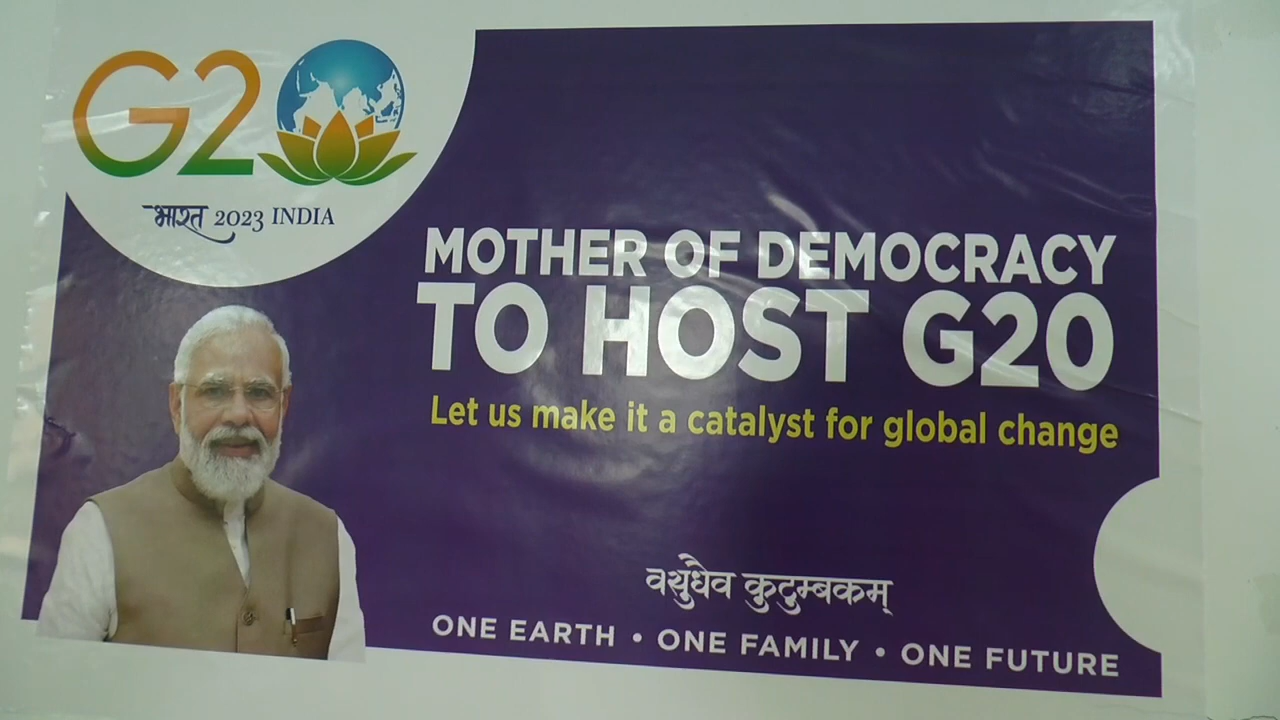 G20
भारत 2023 INDIA
MOTHER OF DEMOCRACY
TO HOST G20
Let us make it a catalyst for global change
वसुधैव कुटुम्बकम्
ONE EARTH • ONE FAMILY • ONE FUTURE